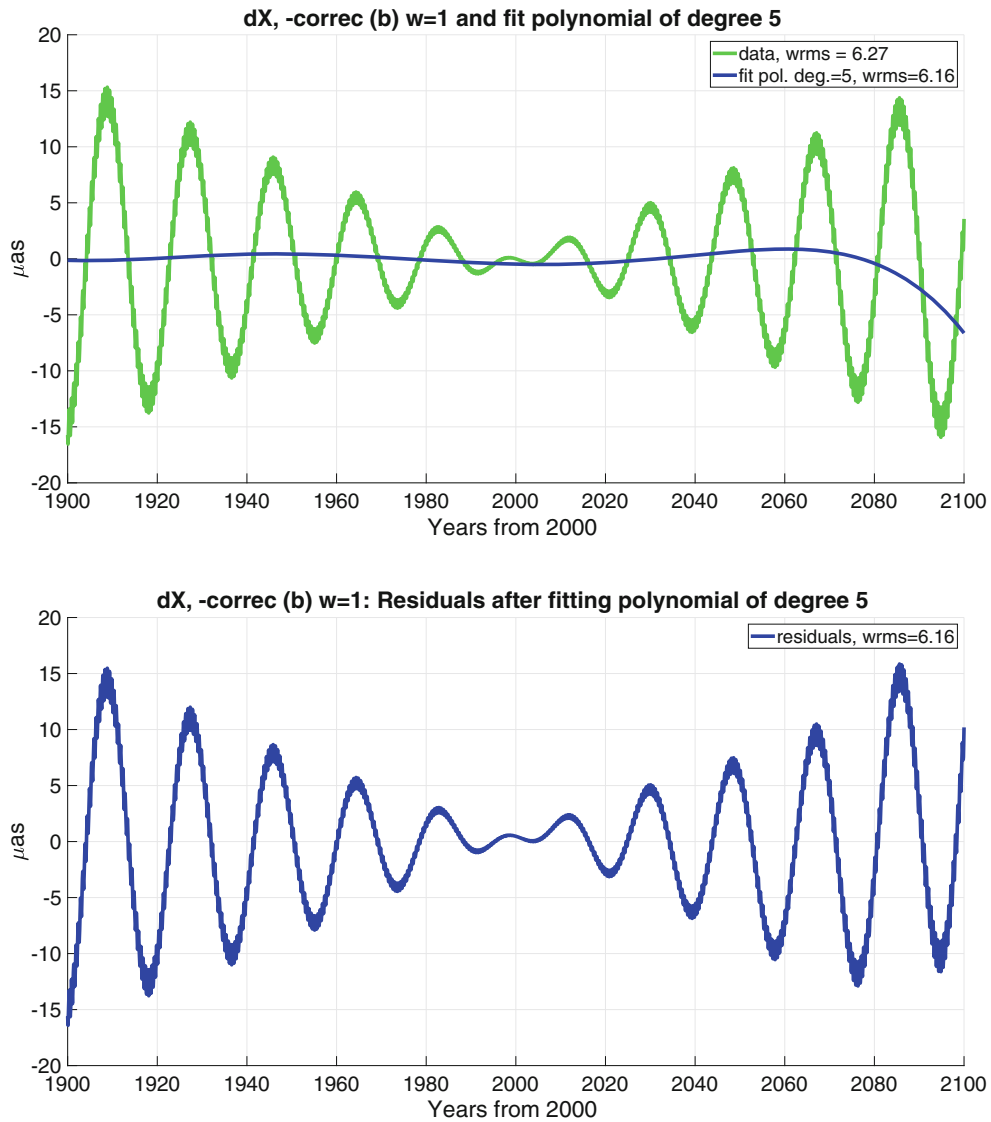 dX, -correc (b) w=1 and fit polynomial of degree 5
data, wrms = 6.27
fit pol. deg.=5, wrms=6.16
20
15
10
5
0
-5
-10
-15
-20
μas
1900 1920 1940 1960 1980 2000 2020 2040 2060 2080 2100
Years from 2000
dX, -correc (b) w=1: Residuals after fitting polynomial of degree 5
residuals, wrms=6.16
20
15
10
5
0
-5
-10
-15
-20
μas
1900 1920 1940 1960 1980 2000 2020 2040 2060 2080 2100
Years from 2000